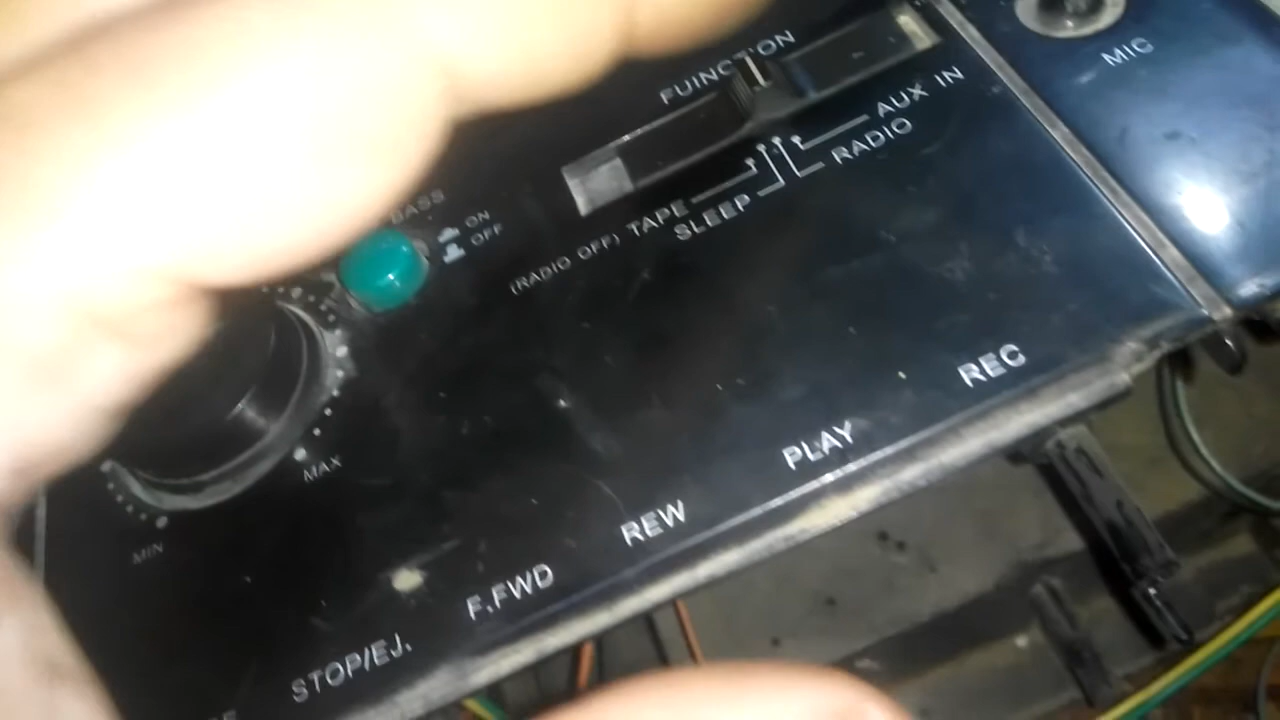 FUNCTION
MIC
AUX IN
RADIO
(RADIO OFF) TAPE
SLEEP
BASS
ON
OFF
MAX
MIN
REC
PLAY
REW
F.FWD
STOP/EJ.